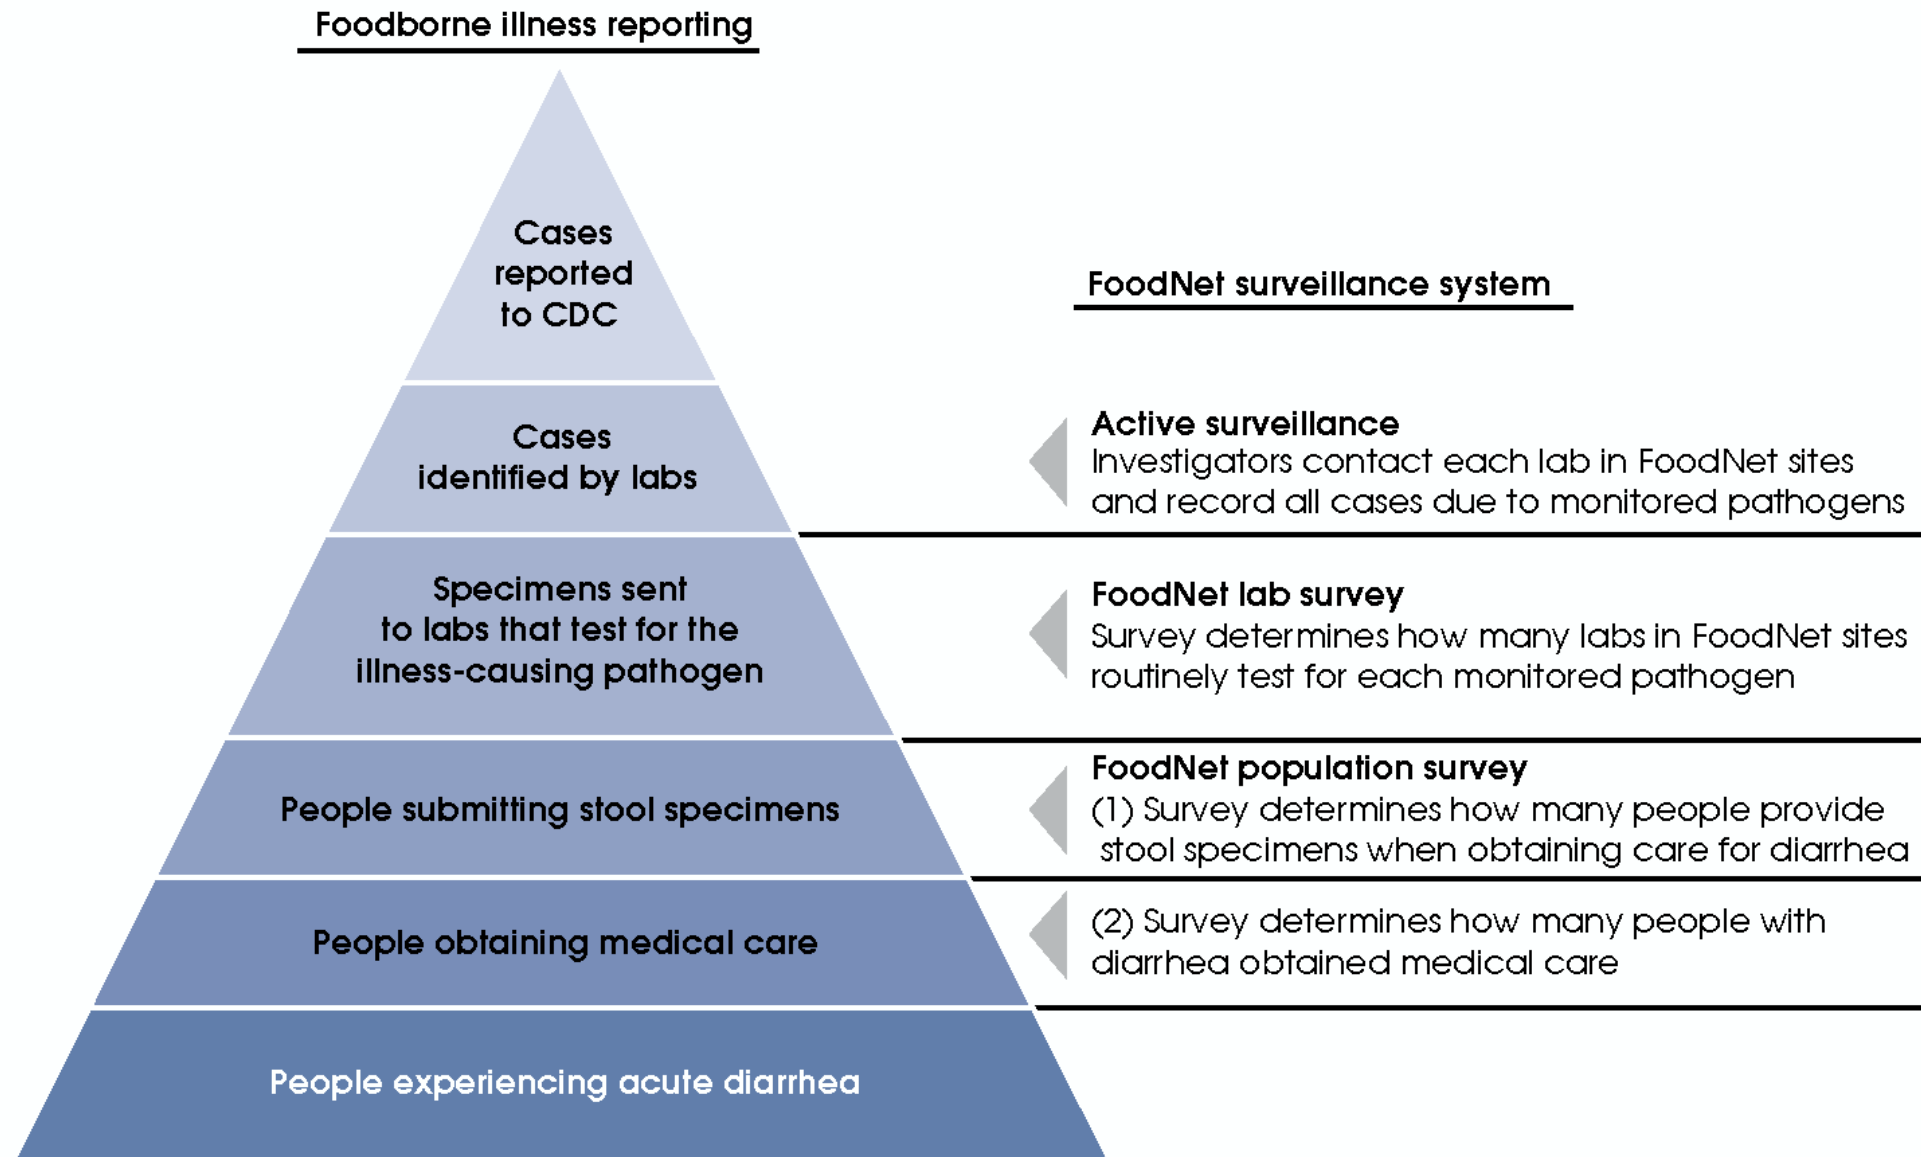 Foodborne illness reporting
Cases
reported
to CDC
Cases
identified by labs
Specimens sent
to labs that test for the
illness-causing pathogen
People submitting stool specimens
People obtaining medical care
People experiencing acute diarrhea
FoodNet surveillance system
Active surveillance
Investigators contact each lab in FoodNet sites
and record all cases due to monitored pathogens
FoodNet lab survey
Survey determines how many labs in FoodNet sites
routinely test for each monitored pathogen
FoodNet population survey
(1) Survey determines how many people provide
stool specimens when obtaining care for diarrhea
(2) Survey determines how many people with
diarrhea obtained medical care